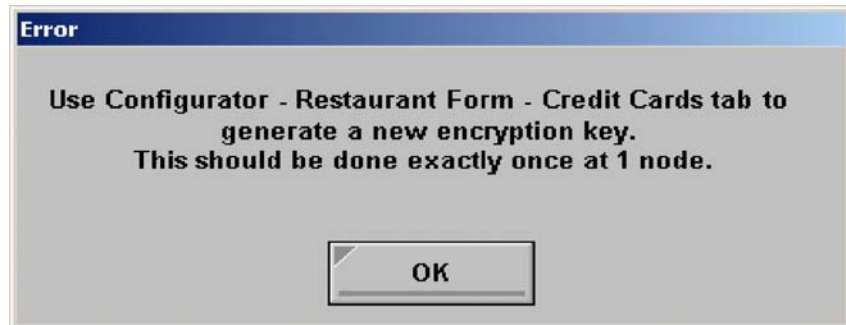 Error
Use Configurator - Restaurant Form - Credit Cards tab to
generate a new encryption key.
This should be done exactly once at 1 node.
OK